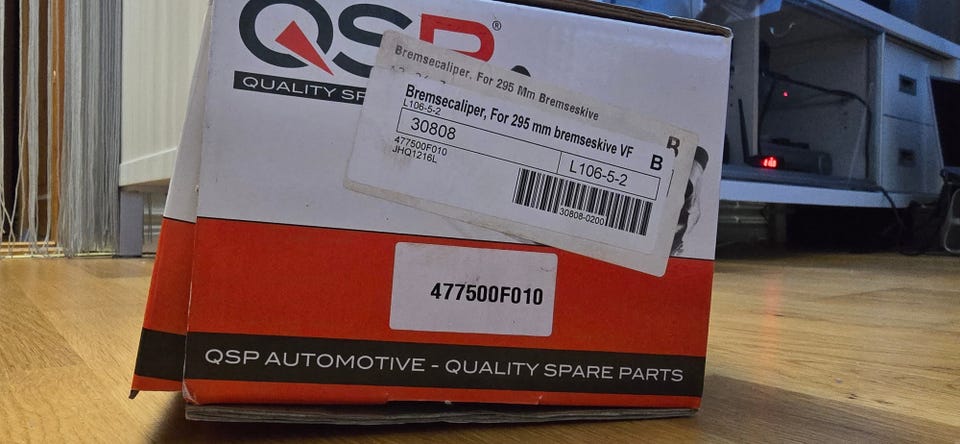 QSP®
QUALITY
Bremsecaliper, For 295 Mm Bremseskive
Bremsecaliper, For 295 mm bremseskive VF
B
B
L106-5-2
30808
L106-5-2
477500F010
JHQ1216L
30808-0200
477500F010
QSP AUTOMOTIVE - QUALITY SPARE PARTS